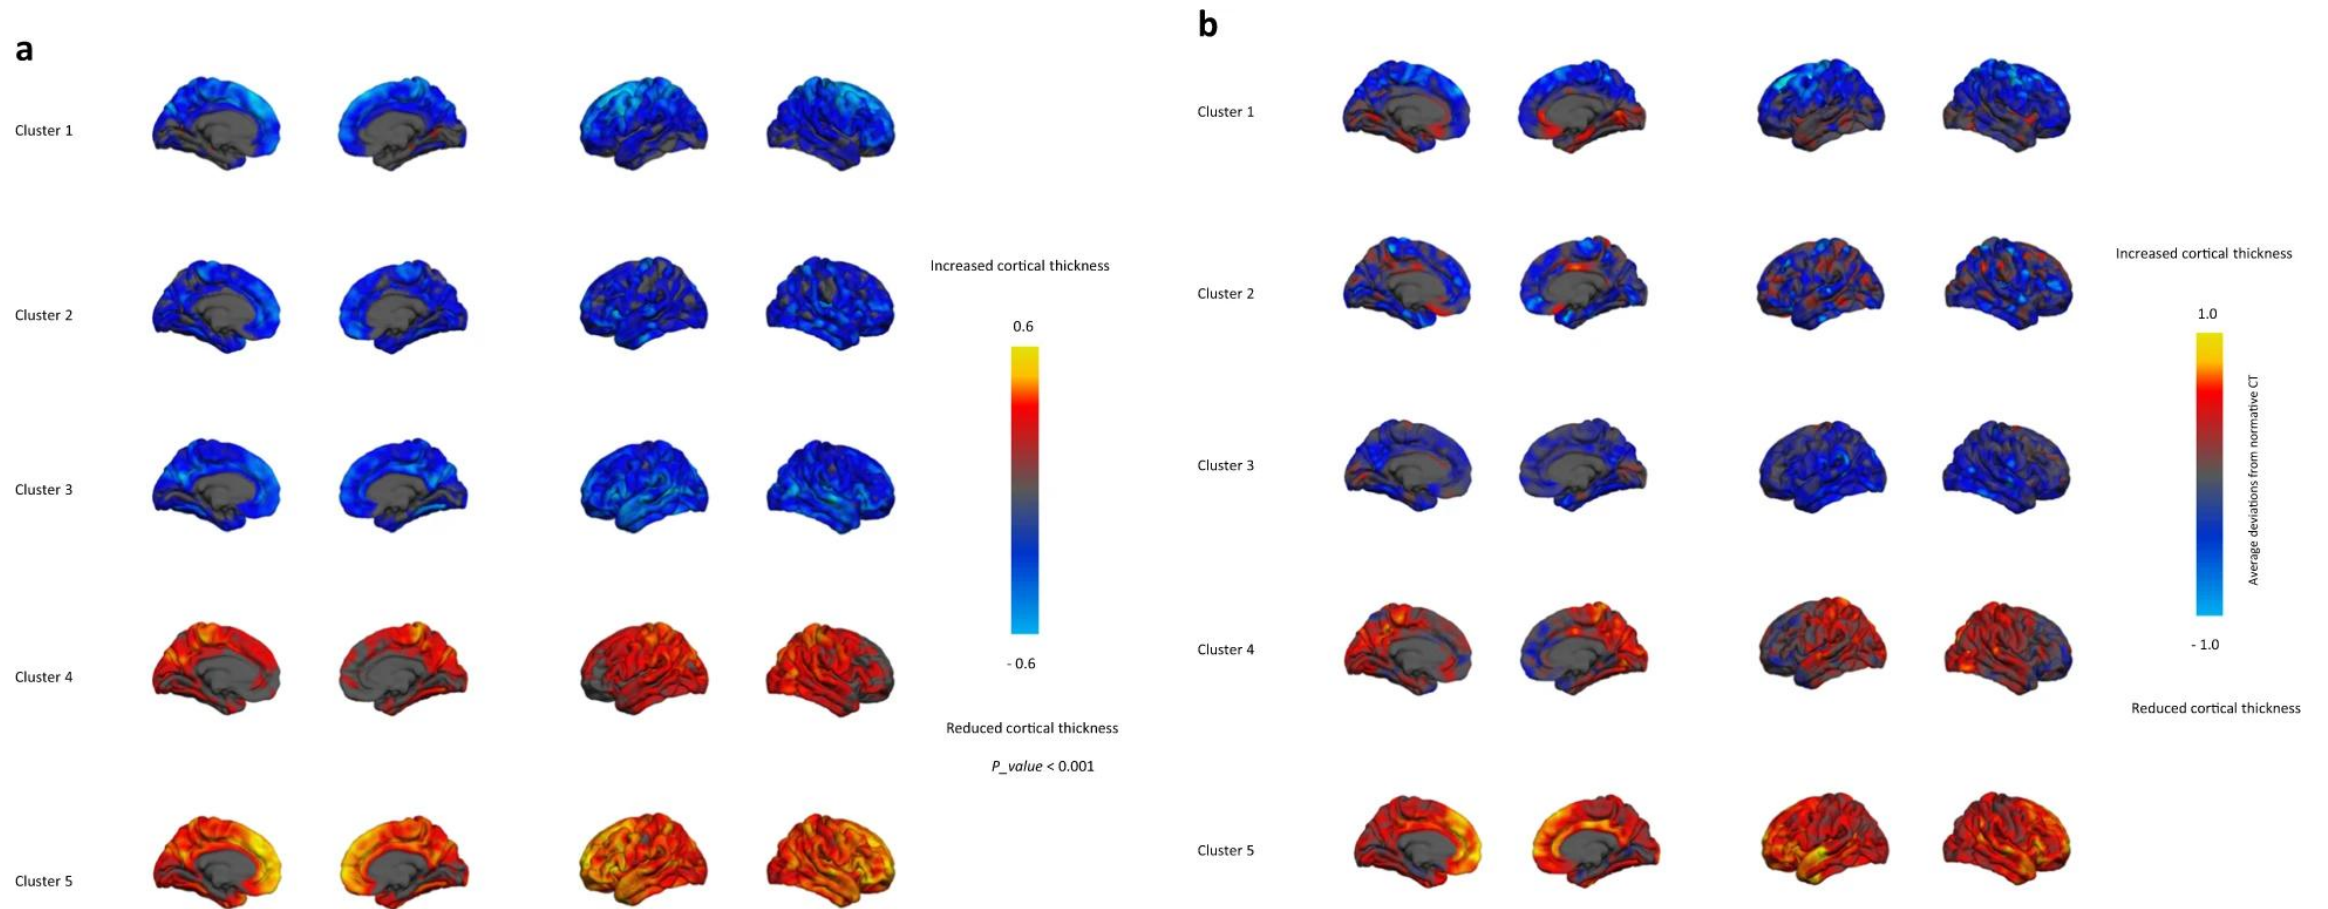 a
Cluster 1
Cluster 2
Cluster 3
Cluster 4
Cluster 5
Increased cortical thickness
0.6
- 0.6
Reduced cortical thickness
P_value < 0.001
b
Cluster 1
Cluster 2
Cluster 3
Cluster 4
Cluster 5
Increased cortical thickness
1.0
Average deviations from normative CT
- 1.0
Reduced cortical thickness